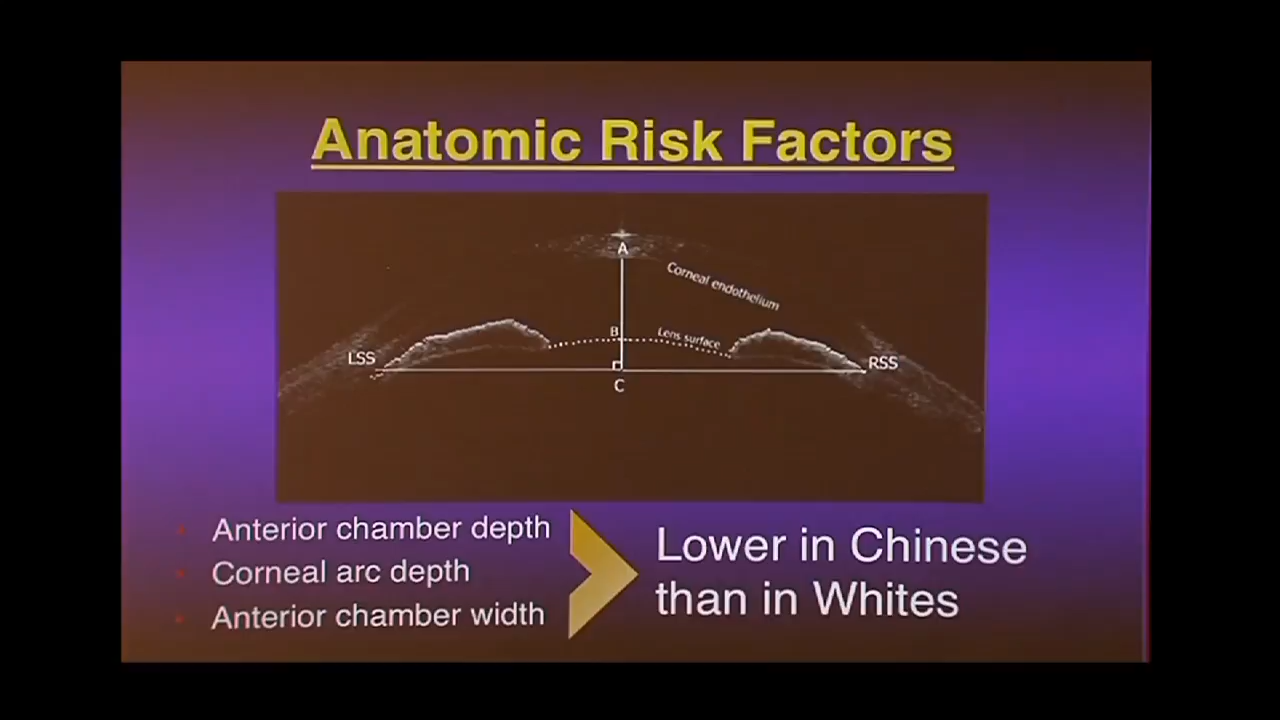 Anatomic Risk Factors
A
Corneal endothelium
B
Lens surface
LSS
RSS
C
Anterior chamber depth
Corneal arc depth
Anterior chamber width
Lower in Chinese
than in Whites